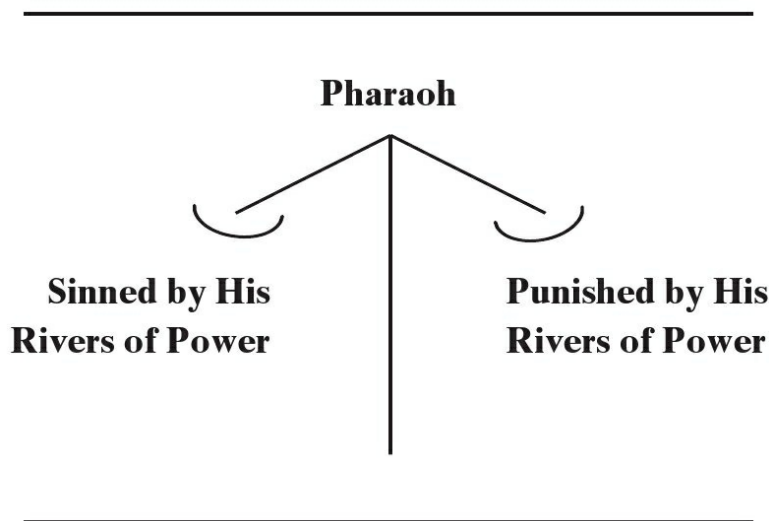 Pharaoh
Sinned by His
Rivers of Power
Punished by His
Rivers of Power